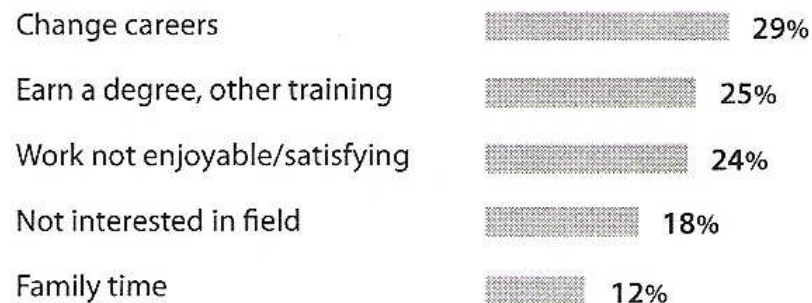 Change careers 29%
Earn a degree, other training 25%
Work not enjoyable/satisfying 24%
Not interested in field 18%
Family time 12%